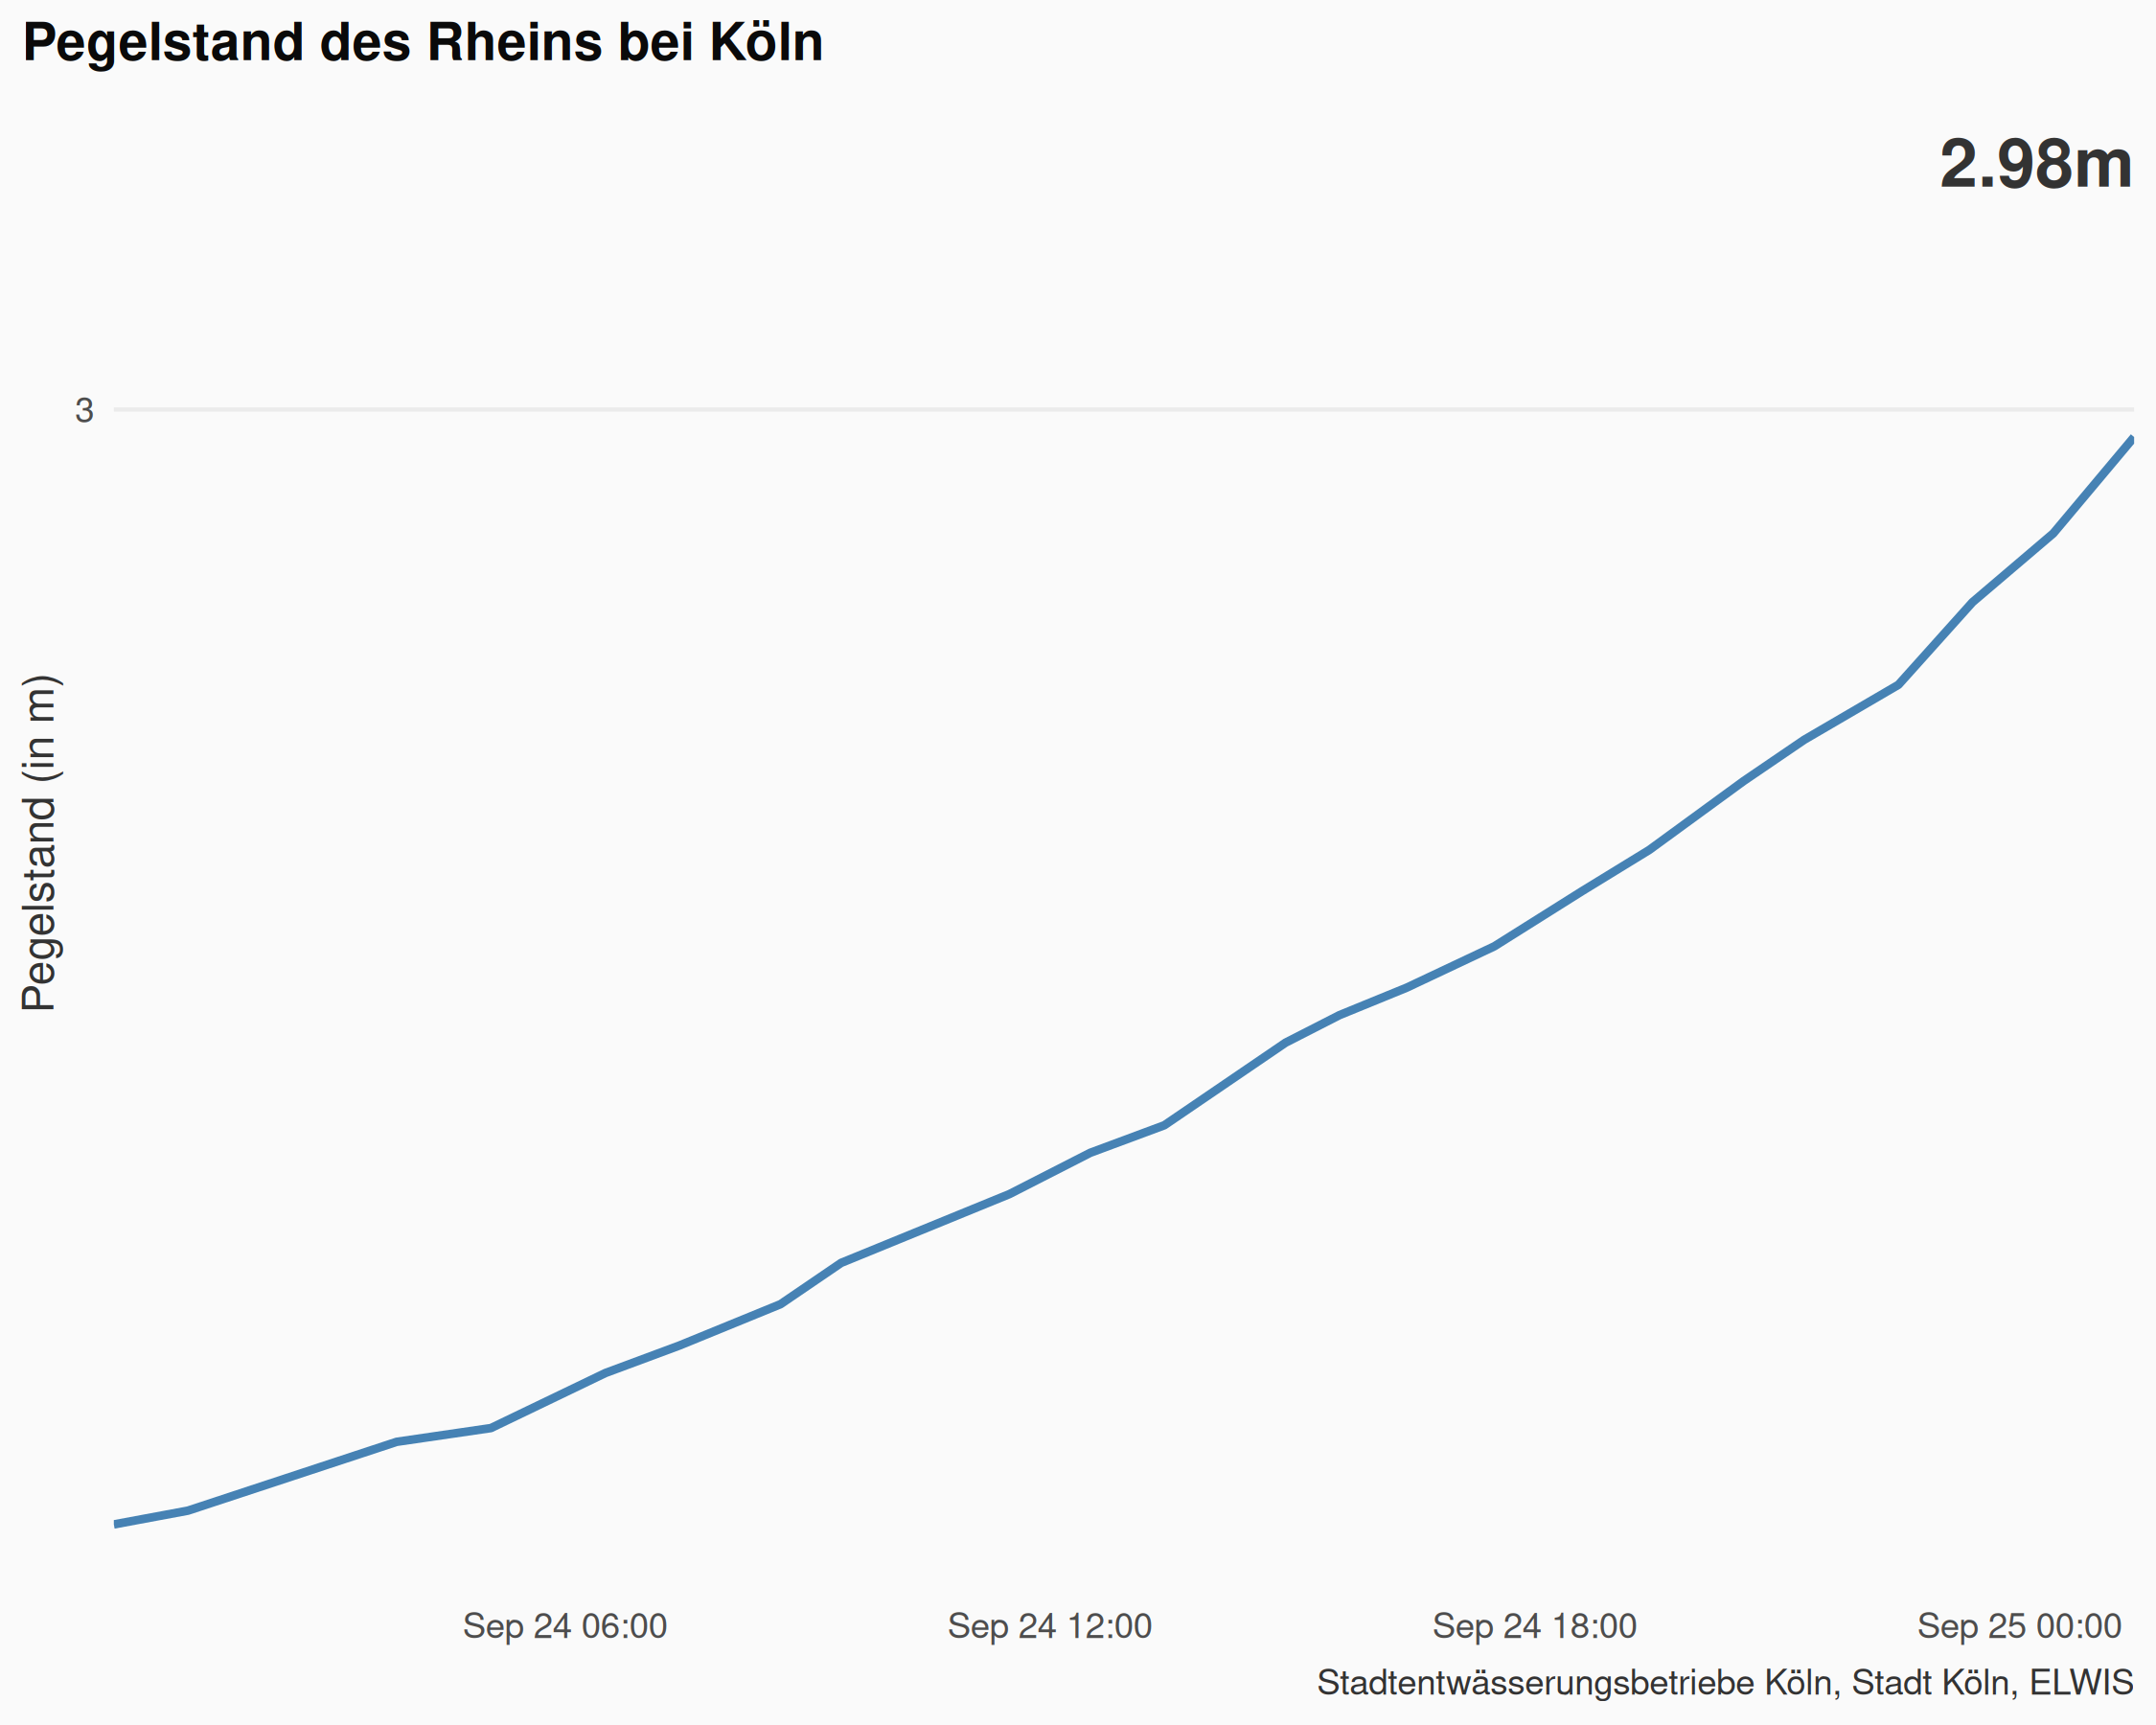 Pegelstand des Rheins bei Köln
2.98m
3
Pegelstand (in m)
Sep 24 06:00 Sep 24 12:00 Sep 24 18:00 Sep 25 00:00
Stadtentwässerungsbetriebe Köln, Stadt Köln, ELWIS